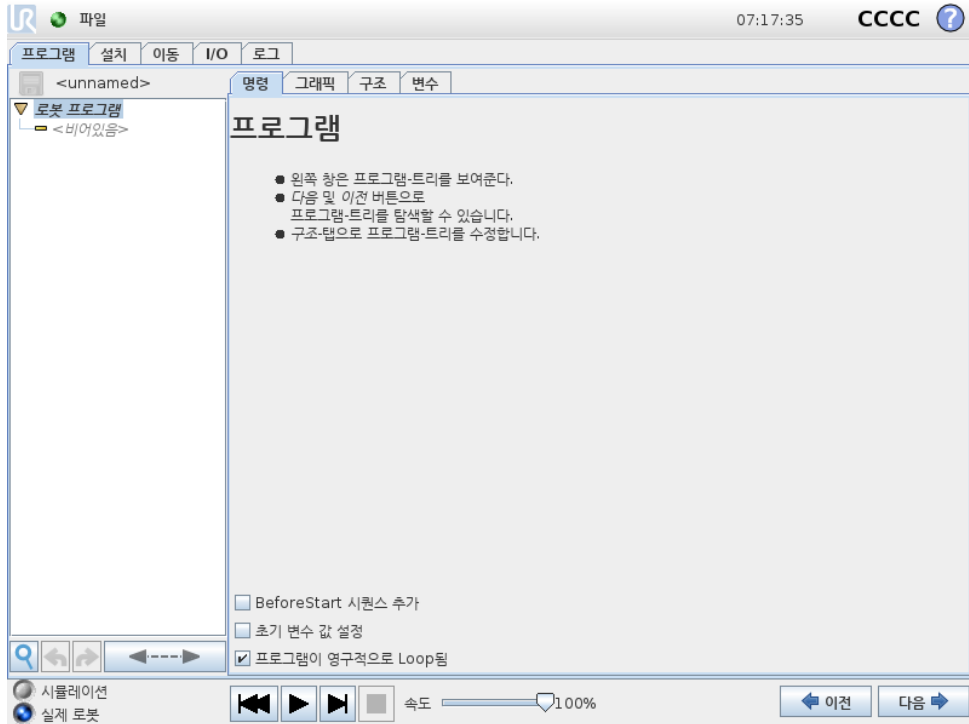 UR 파일 07:17:35 CCCC ?
프로그램 설치 이동 I/O 로그
<unnamed> 명령 그래픽 구조 변수
로봇 프로그램
<비어있음>
프로그램
왼쪽 창은 프로그램-트리를 보여준다.
다음 및 이전 버튼으로
프로그램-트리를 탐색할 수 있습니다.
구조-탭으로 프로그램-트리를 수정합니다.
BeforeStart 시퀀스 추가
초기 변수 값 설정
프로그램이 영구적으로 Loop됨
시뮬레이션
실제 로봇
속도 100% 이전 다음